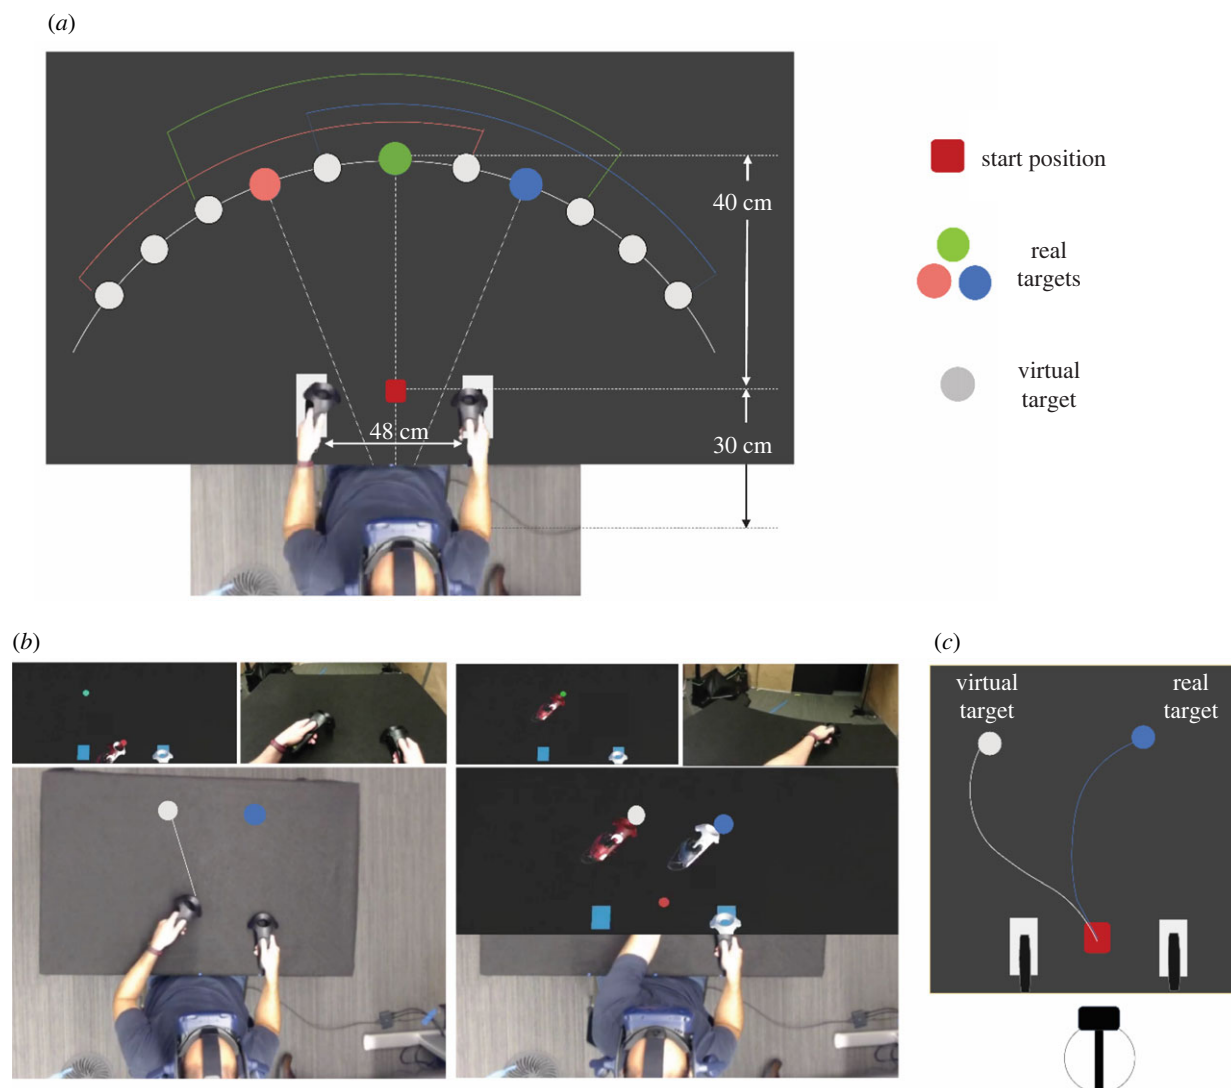 (a)
40 cm
48 cm
30 cm
start position
real
targets
virtual
target
(b)
(c)
virtual
target
real
target